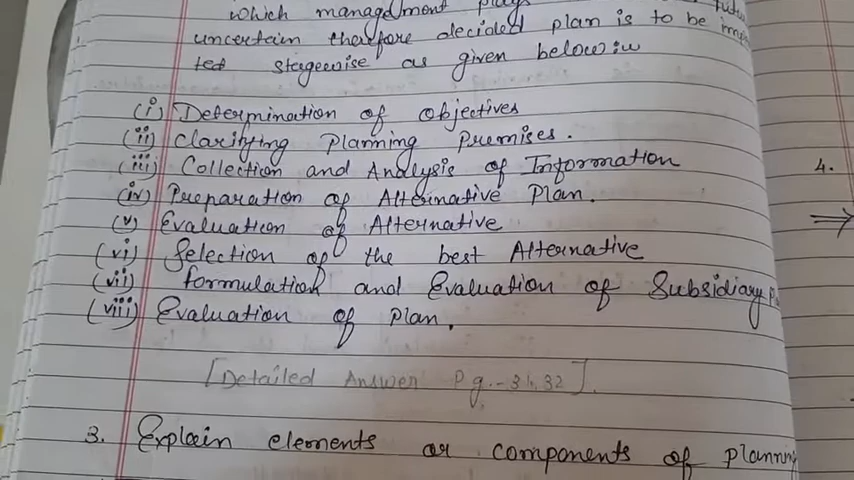 which management plays
uncertain therefore decided plan is to be
ted stagewise as given below:-
(i) Determination of objectives
(ii) Clarifying Planning Premises.
(iii) Collection and Analysis of Information
(iv) Preparation of Alternative Plan.
(v) Evaluation of Alternative
(vi) Selection of the best Alternative
(vii) formulation and Evaluation of Subsidiary
(viii) Evaluation of Plan.
[Detailed Answer Pg.-31,32].
3. Explain elements or components of planning
4.
⇒